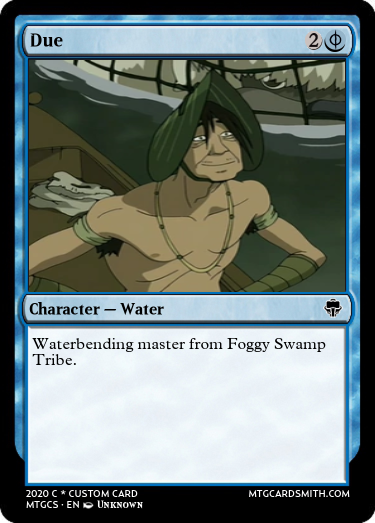 Due 2
Character — Water
Waterbending master from Foggy Swamp
Tribe.
2020 C * CUSTOM CARD MTGCARDSMITH.COM
MTGCS · EN UNKNOWN